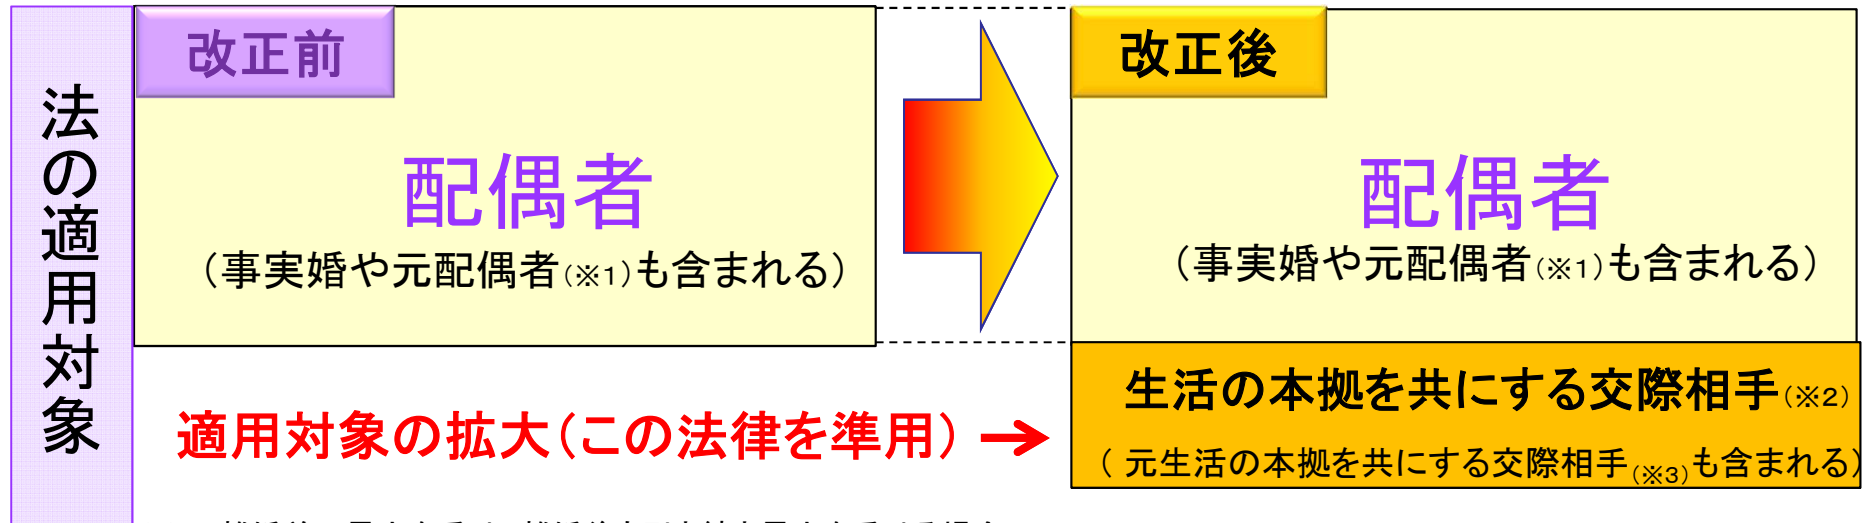 法の適用対象
改正前
配偶者
（事実婚や元配偶者(※1)も含まれる）
改正後
配偶者
（事実婚や元配偶者(※1)も含まれる）
適用対象の拡大（この法律を準用）→
生活の本拠を共にする交際相手(※2)
（ 元生活の本拠を共にする交際相手(※3)も含まれる）